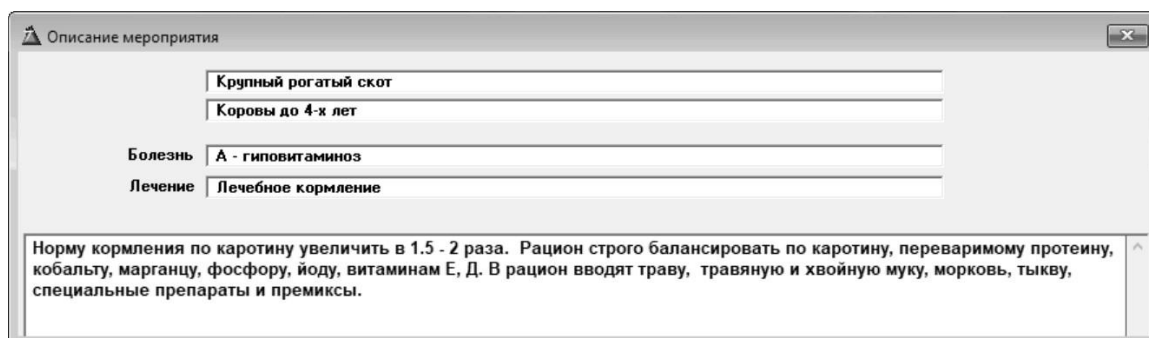 Описание мероприятия
Крупный рогатый скот
Коровы до 4-х лет
Болезнь А - гиповитаминоз
Лечение Лечебное кормление
Норму кормления по каротину увеличить в 1.5 - 2 раза. Рацион строго балансировать по каротину, переваримому протеину,
кобальту, марганцу, фосфору, йоду, витаминам Е, Д. В рацион вводят траву, травяную и хвойную муку, морковь, тыкву,
специальные препараты и премиксы.